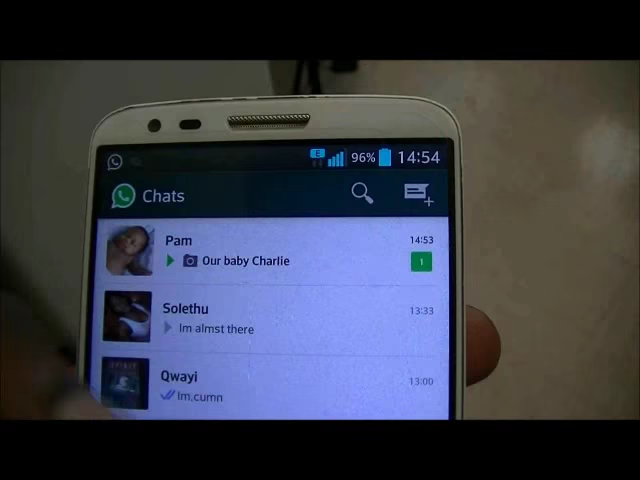 E 96% 14:54
Chats
Pam 14:53
Our baby Charlie 1
Solethu 13:33
Im almst there
Qwayi 13:00
Im.cumn